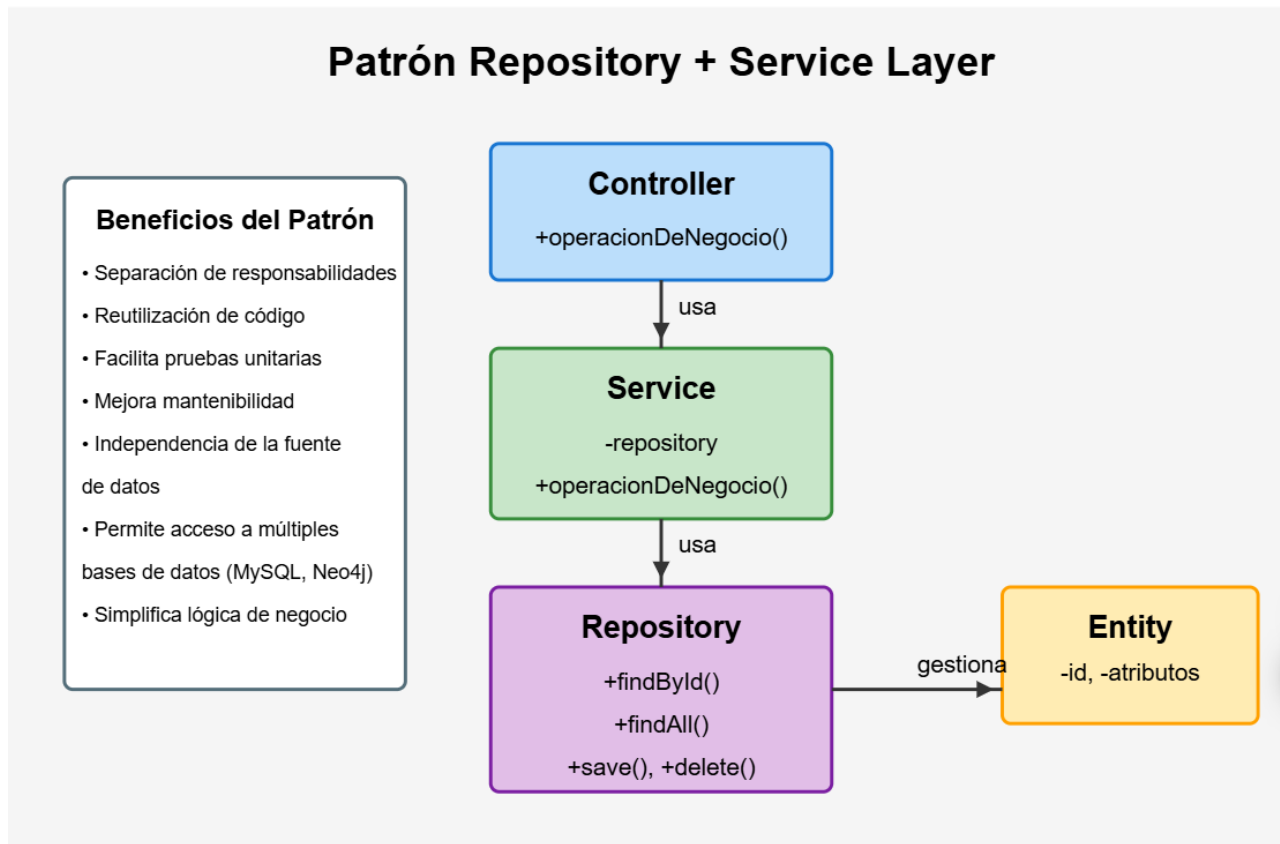 Patrón Repository + Service Layer
Beneficios del Patrón
• Separación de responsabilidades
• Reutilización de código
• Facilita pruebas unitarias
• Mejora mantenibilidad
• Independencia de la fuente
de datos
• Permite acceso a múltiples
bases de datos (MySQL, Neo4j)
• Simplifica lógica de negocio
Controller
+operacionDeNegocio()
usa
Service
-repository
+operacionDeNegocio()
usa
Repository
+findById()
+findAll()
+save(), +delete()
gestiona
Entity
-id, -atributos